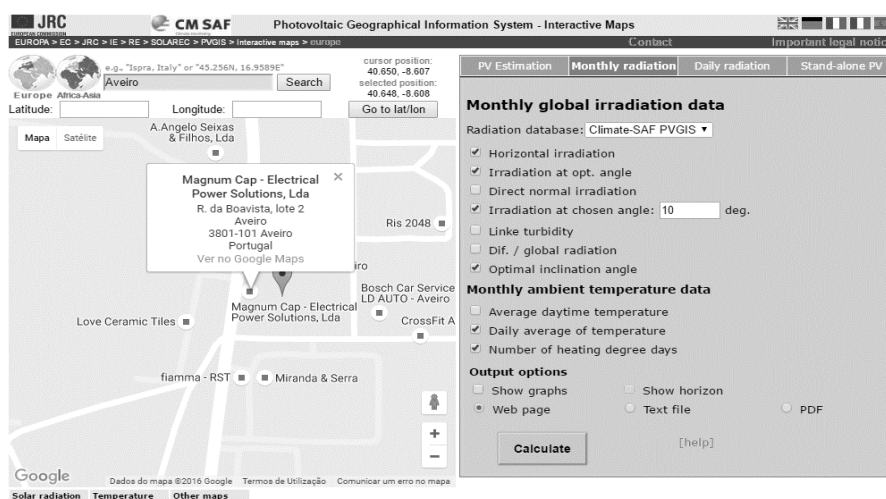 JRC
EUROPEAN COMMISSION
CM SAF
Photovoltaic Geographical Information System - Interactive Maps
EUROPA > EC > JRC > IE > RE > SOLAREC > PVGIS > Interactive maps > europe
Contact
Important legal notic
e.g., "Ispra, Italy" or "45.256N, 16.9589E"
Aveiro
Search
Europe
Africa-Asia
cursor position:
40.650, -8.607
selected position:
40.648, -8.608
Latitude:
Longitude:
Go to lat/lon
Mapa
Satélite
A.Angelo Seixas
& Filhos, Lda
Magnum Cap - Electrical
Power Solutions, Lda
R. da Boavista, lote 2
Aveiro
3801-101 Aveiro
Portugal
Ver no Google Maps
Ris 2048
iro
Bosch Car Service
LD AUTO - Aveiro
Magnum Cap - Electrical
Power Solutions, Lda
Love Ceramic Tiles
CrossFit A
fiamma - RST
Miranda & Serra
+
−
Google
Dados do mapa ©2016 Google
Termos de Utilização
Comunicar um erro no mapa
Solar radiation
Temperature
Other maps
PV Estimation
Monthly radiation
Daily radiation
Stand-alone PV
Monthly global irradiation data
Radiation database: Climate-SAF PVGIS
Horizontal irradiation
Irradiation at opt. angle
Direct normal irradiation
Irradiation at chosen angle: 10 deg.
Linke turbidity
Dif. / global radiation
Optimal inclination angle
Monthly ambient temperature data
Average daytime temperature
Daily average of temperature
Number of heating degree days
Output options
Show graphs
Show horizon
Web page
Text file
PDF
Calculate
[help]